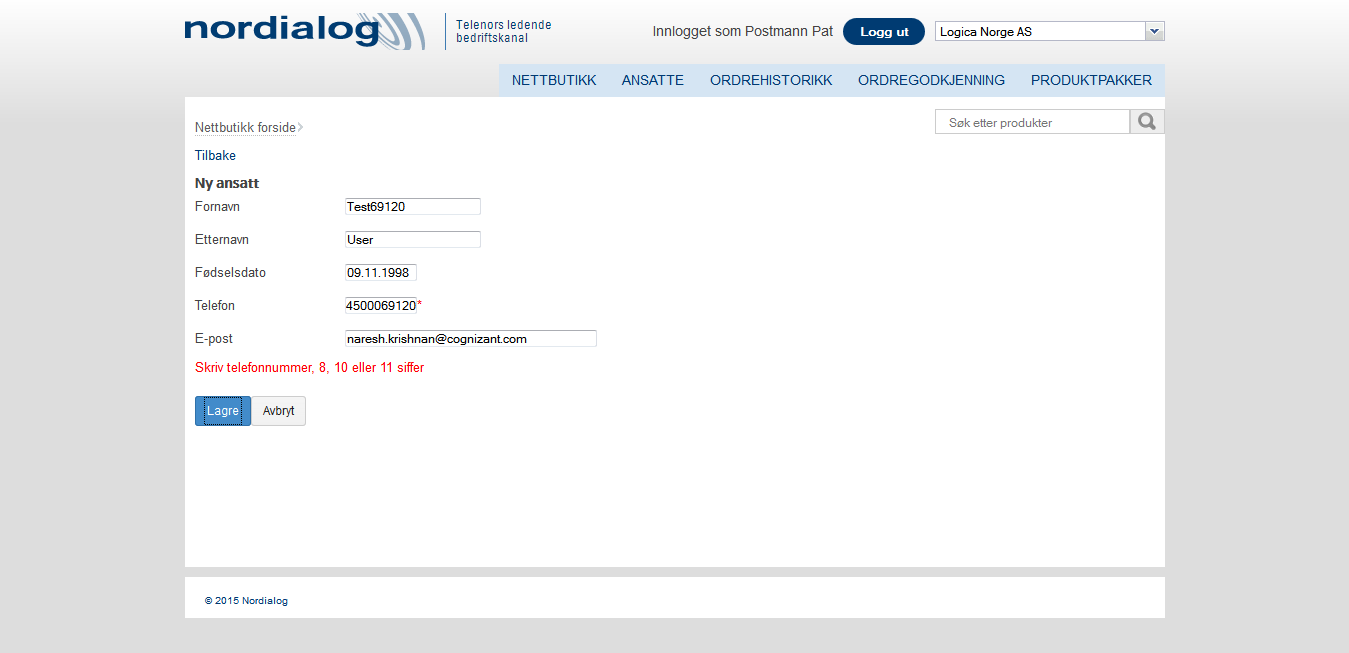 nordialog
Telenors ledende
bedriftskanal
Innlogget som Postmann Pat
Logg ut
Logica Norge AS
NETTBUTIKK ANSATTE ORDREHISTORIKK ORDREGODKJENNING PRODUKTPAKKER
Nettbutikk forside
Søk etter produkter
Tilbake
Ny ansatt
Fornavn Test69120
Etternavn User
Fødselsdato 09.11.1998
Telefon 4500069120*
E-post naresh.krishnan@cognizant.com
Skriv telefonnummer, 8, 10 eller 11 siffer
Lagre Avbryt
© 2015 Nordialog